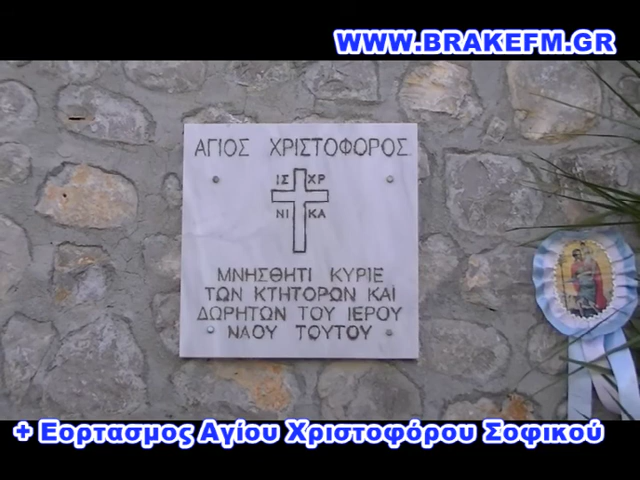 WWW.BRAKEFM.GR
ΑΓΙΟΣ ΧΡΙΣΤΟΦΟΡΟΣ
ΙΣ ΧΡ
ΝΙ ΚΑ
ΜΝΗΣΘΗΤΙ ΚΥΡΙΕ
ΤΩΝ ΚΤΗΤΟΡΩΝ ΚΑΙ
ΔΩΡΗΤΩΝ ΤΟΥ ΙΕΡΟΥ
ΝΑΟΥ ΤΟΥΤΟΥ
+ Εορτασμος Αγίου Χριστοφόρου Σοφικού